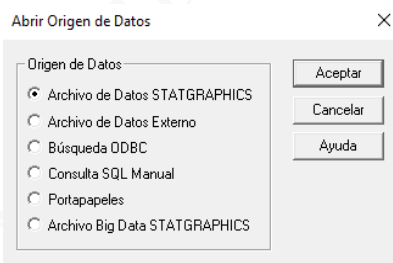 Abrir Origen de Datos
Origen de Datos
Archivo de Datos STATGRAPHICS
Archivo de Datos Externo
Búsqueda ODBC
Consulta SQL Manual
Portapapeles
Archivo Big Data STATGRAPHICS
Aceptar
Cancelar
Ayuda